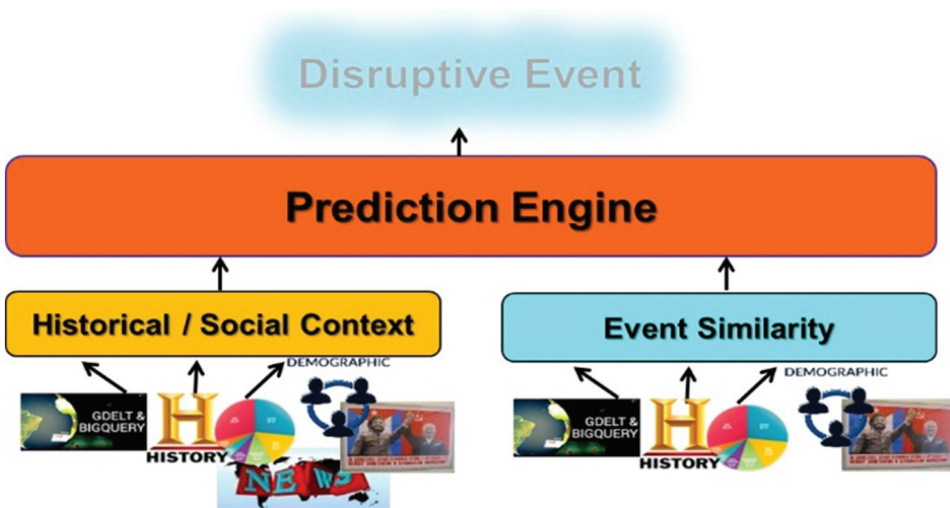 Disruptive Event
Prediction Engine
Historical / Social Context
Event Similarity
DEMOGRAPHIC
DEMOGRAPHIC
GDELT &
BIGQUERY
H
HISTORY
NEWS
GDELT &
BIGQUERY
H
HISTORY